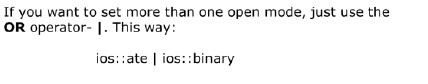 If you want to set more than one open mode, just use the
OR operator- |. This way:
ios::ate | ios::binary